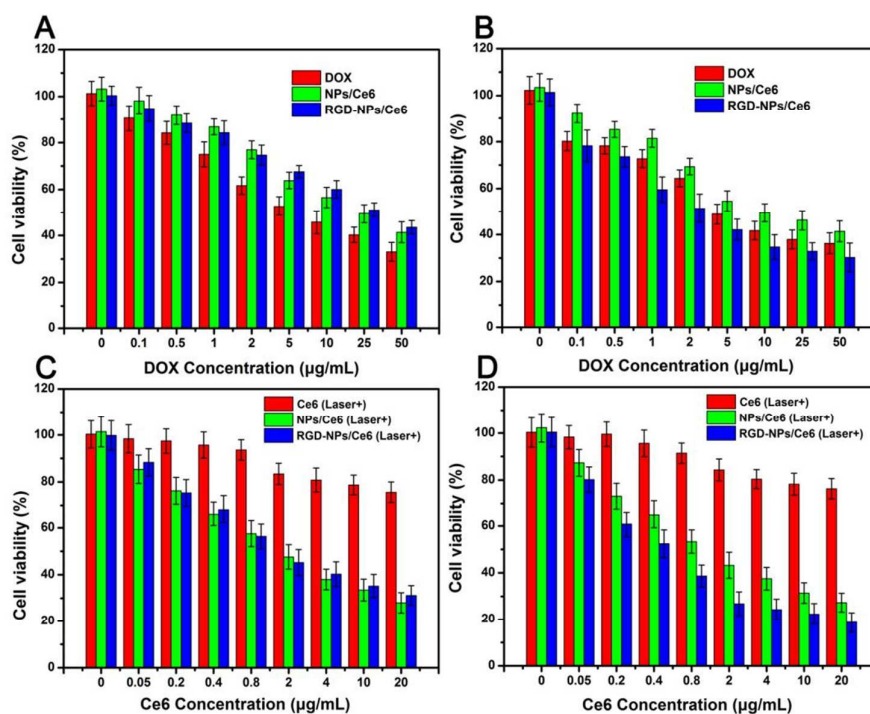 A
120
100
80
60
40
20
0
Cell viability (%)
DOX
NPs/Ce6
RGD-NPs/Ce6
0 0.1 0.5 1 2 5 10 25 50
DOX Concentration (μg/mL)
B
120
100
80
60
40
20
0
Cell viability (%)
DOX
NPs/Ce6
RGD-NPs/Ce6
0 0.1 0.5 1 2 5 10 25 50
DOX Concentration (μg/mL)
C
120
100
80
60
40
20
0
Cell viability (%)
Ce6 (Laser+)
NPs/Ce6 (Laser+)
RGD-NPs/Ce6 (Laser+)
0 0.05 0.2 0.4 0.8 2 4 10 20
Ce6 Concentration (μg/mL)
D
120
100
80
60
40
20
0
Cell viability (%)
Ce6 (Laser+)
NPs/Ce6 (Laser+)
RGD-NPs/Ce6 (Laser+)
0 0.05 0.2 0.4 0.8 2 4 10 20
Ce6 Concentration (μg/mL)